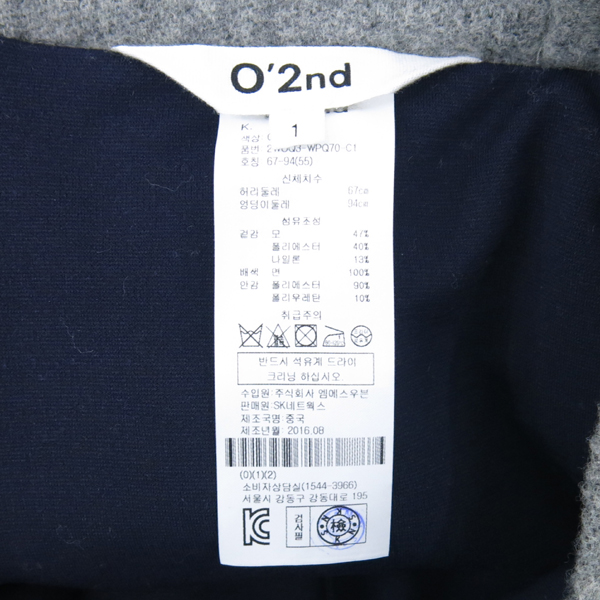 O'2nd
1
호칭 67-94(55)
신체치수
허리둘레 67cm
엉덩이둘레 94cm
섬유조성
겉감 모 47%
폴리에스터 40%
나일론 13%
배색 면 100%
안감 폴리에스터 90%
폴리우레탄 10%
취급주의
반드시 석유계 드라이
크리닝 하십시오.
수입원:주식회사 엠에스우븐
판매원:SK네트웍스
제조국명:중국
제조년월:2016.08
(0)(1)(2)
소비자상담실(1544-3966)
서울시 강동구 강동대로 195
KC
검사필
檢